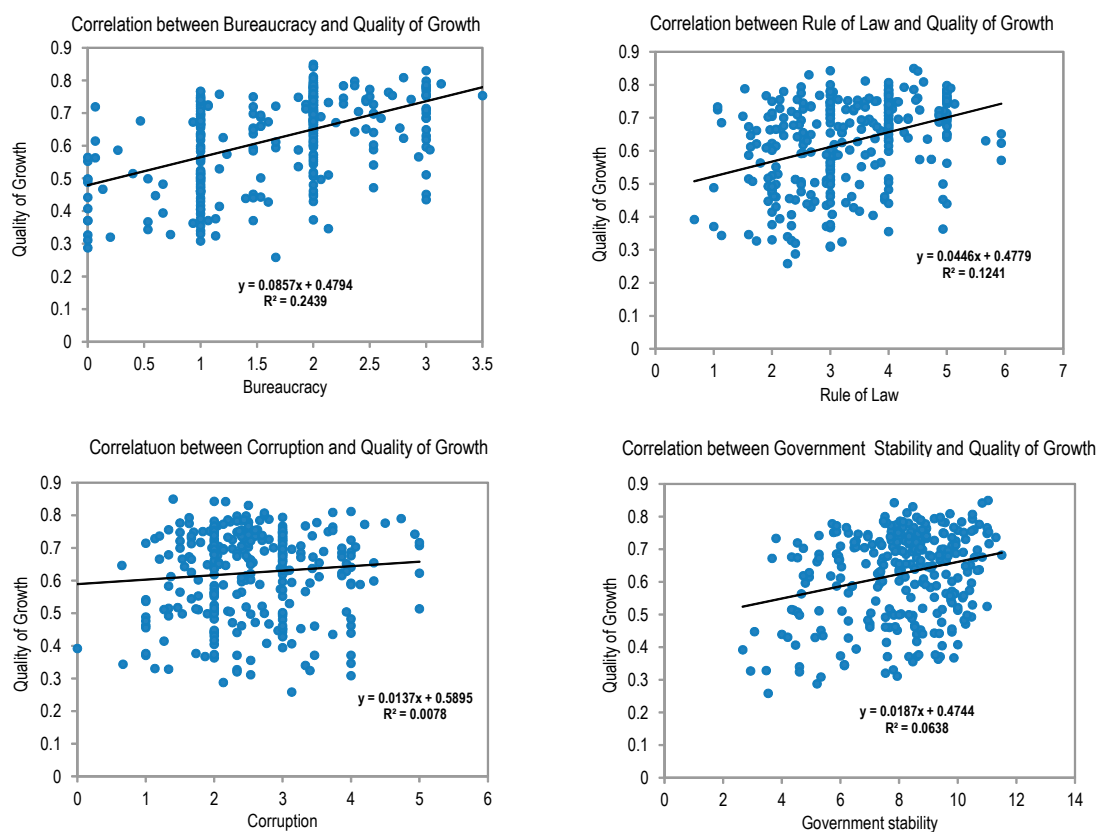 Correlation between Bureaucracy and Quality of Growth
0.9
0.8
0.7
0.6
0.5
0.4
0.3
0.2
0.1
0
Quality of Growth
y = 0.0857x + 0.4794
R² = 0.2439
0 0.5 1 1.5 2 2.5 3 3.5
Bureaucracy
Correlation between Rule of Law and Quality of Growth
0.9
0.8
0.7
0.6
0.5
0.4
0.3
0.2
0.1
0
Quality of Growth
y = 0.0446x + 0.4779
R² = 0.1241
0 1 2 3 4 5 6 7
Rule of Law
Correlatuon between Corruption and Quality of Growth
0.9
0.8
0.7
0.6
0.5
0.4
0.3
0.2
0.1
0
Quality of Growth
y = 0.0137x + 0.5895
R² = 0.0078
0 1 2 3 4 5 6
Corruption
Correlation between Government Stability and Quality of Growth
0.9
0.8
0.7
0.6
0.5
0.4
0.3
0.2
0.1
0
Quality of Growth
y = 0.0187x + 0.4744
R² = 0.0638
0 2 4 6 8 10 12 14
Government stability